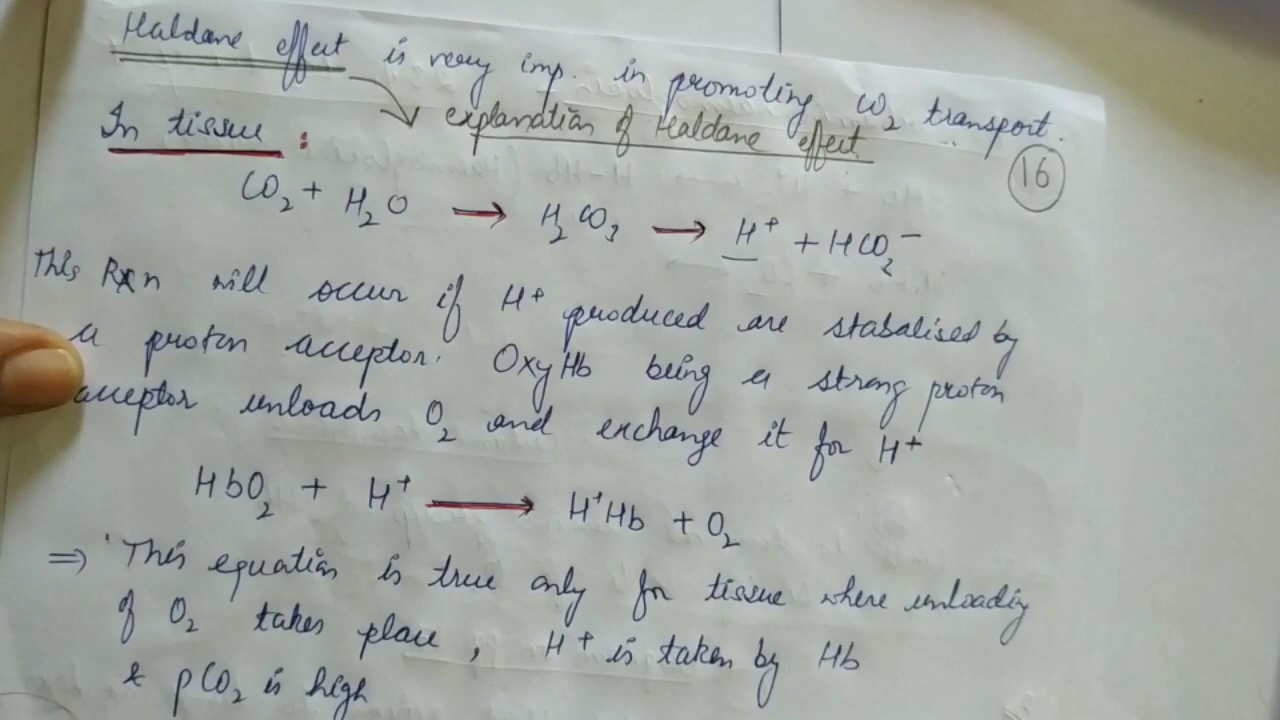 Haldane effect is very imp. in promoting CO₂ transport.
explanation of Haldane effect
In tissue :
16
CO₂ + H₂O → H₂CO₃ → H⁺ + HCO₂⁻
This Rxn will occur if H⁺ produced are stabalised by
a proton acceptor. OxyHb being a strong proton
acceptor unloads O₂ and exchange it for H⁺
HbO₂ + H⁺ → H⁺Hb + O₂
⇒ This equation is true only for tissue where unloading
of O₂ takes place, H⁺ is taken by Hb
& pCO₂ is high